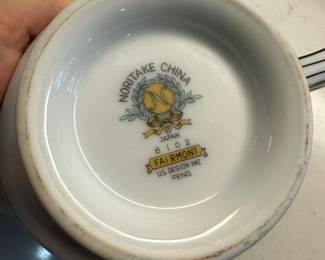 NORITAKE CHINA
N
®
JAPAN
6102
FAIRMONT
U.S. DESIGN PAT.
PEND.